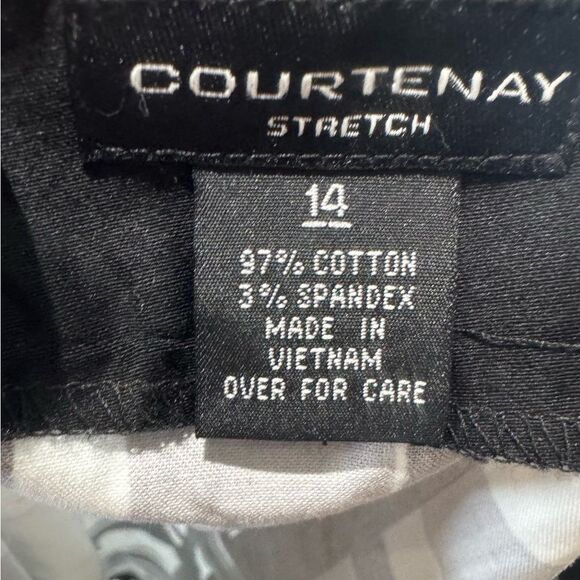 COURTENAY
STRETCH
14
97% COTTON
3% SPANDEX
MADE IN
VIETNAM
OVER FOR CARE